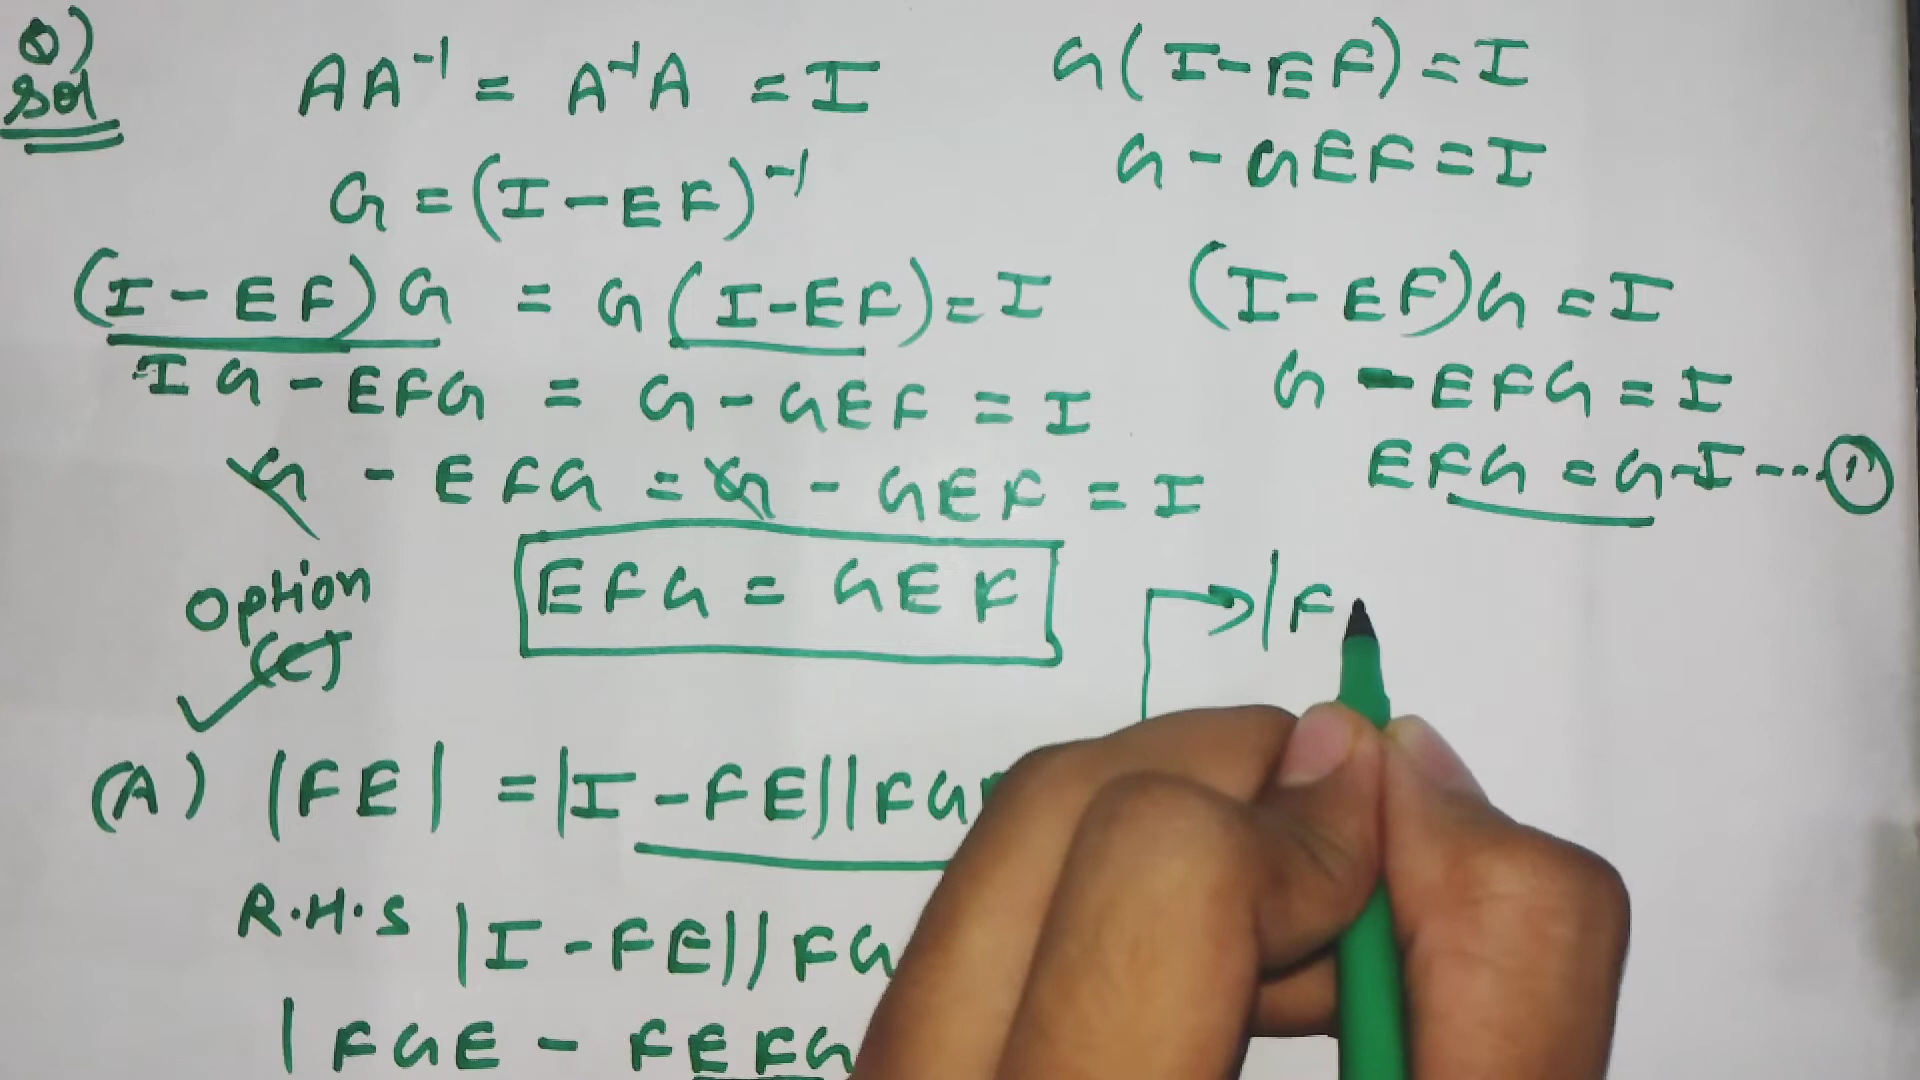 Q)
Sol
AA⁻¹ = A⁻¹A = I
G = (I - EF)⁻¹
(I - EF)G = G(I - EF) = I
IG - EFG = G - GEF = I
G - EFG = G - GEF = I
EFG = GEF
Option
(C)
(A) |FE| = |I - FE||FG
R.H.S |I - FE||FG
|FGE - FEFG
G(I - EF) = I
G - GEF = I
(I - EF)G = I
G - EFG = I
EFG = G - I --- (1)
|F